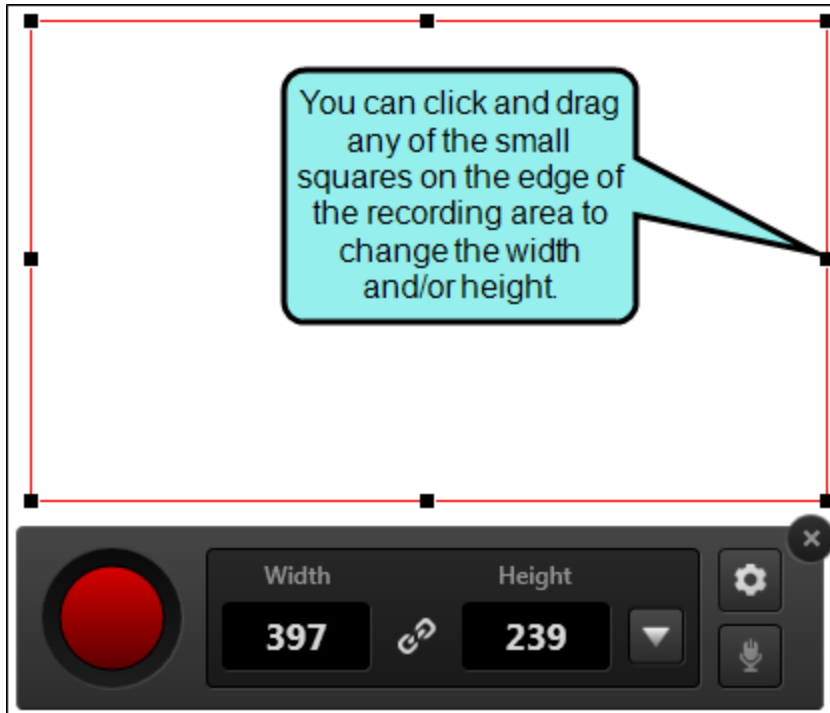 You can click and drag
any of the small
squares on the edge of
the recording area to
change the width
and/or height.
Width Height
397 239